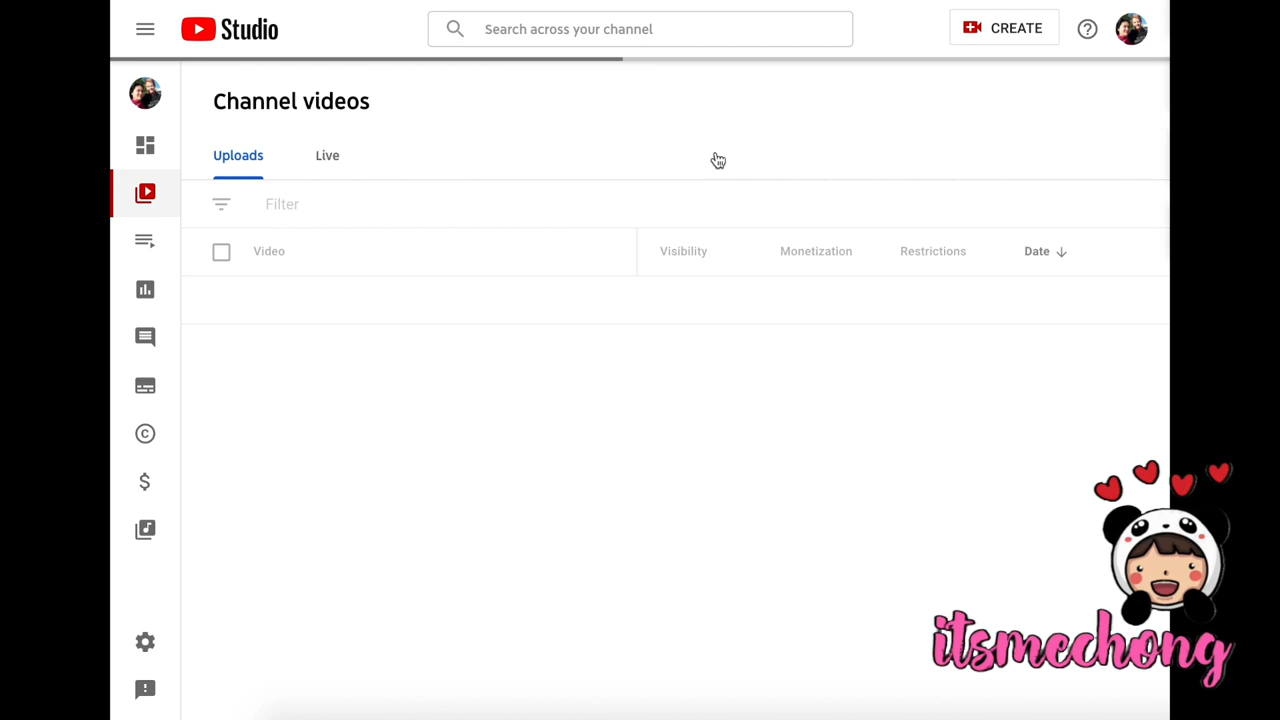 Studio
Search across your channel
CREATE
Channel videos
Uploads Live
Filter
Video Visibility Monetization Restrictions Date
itsmechong